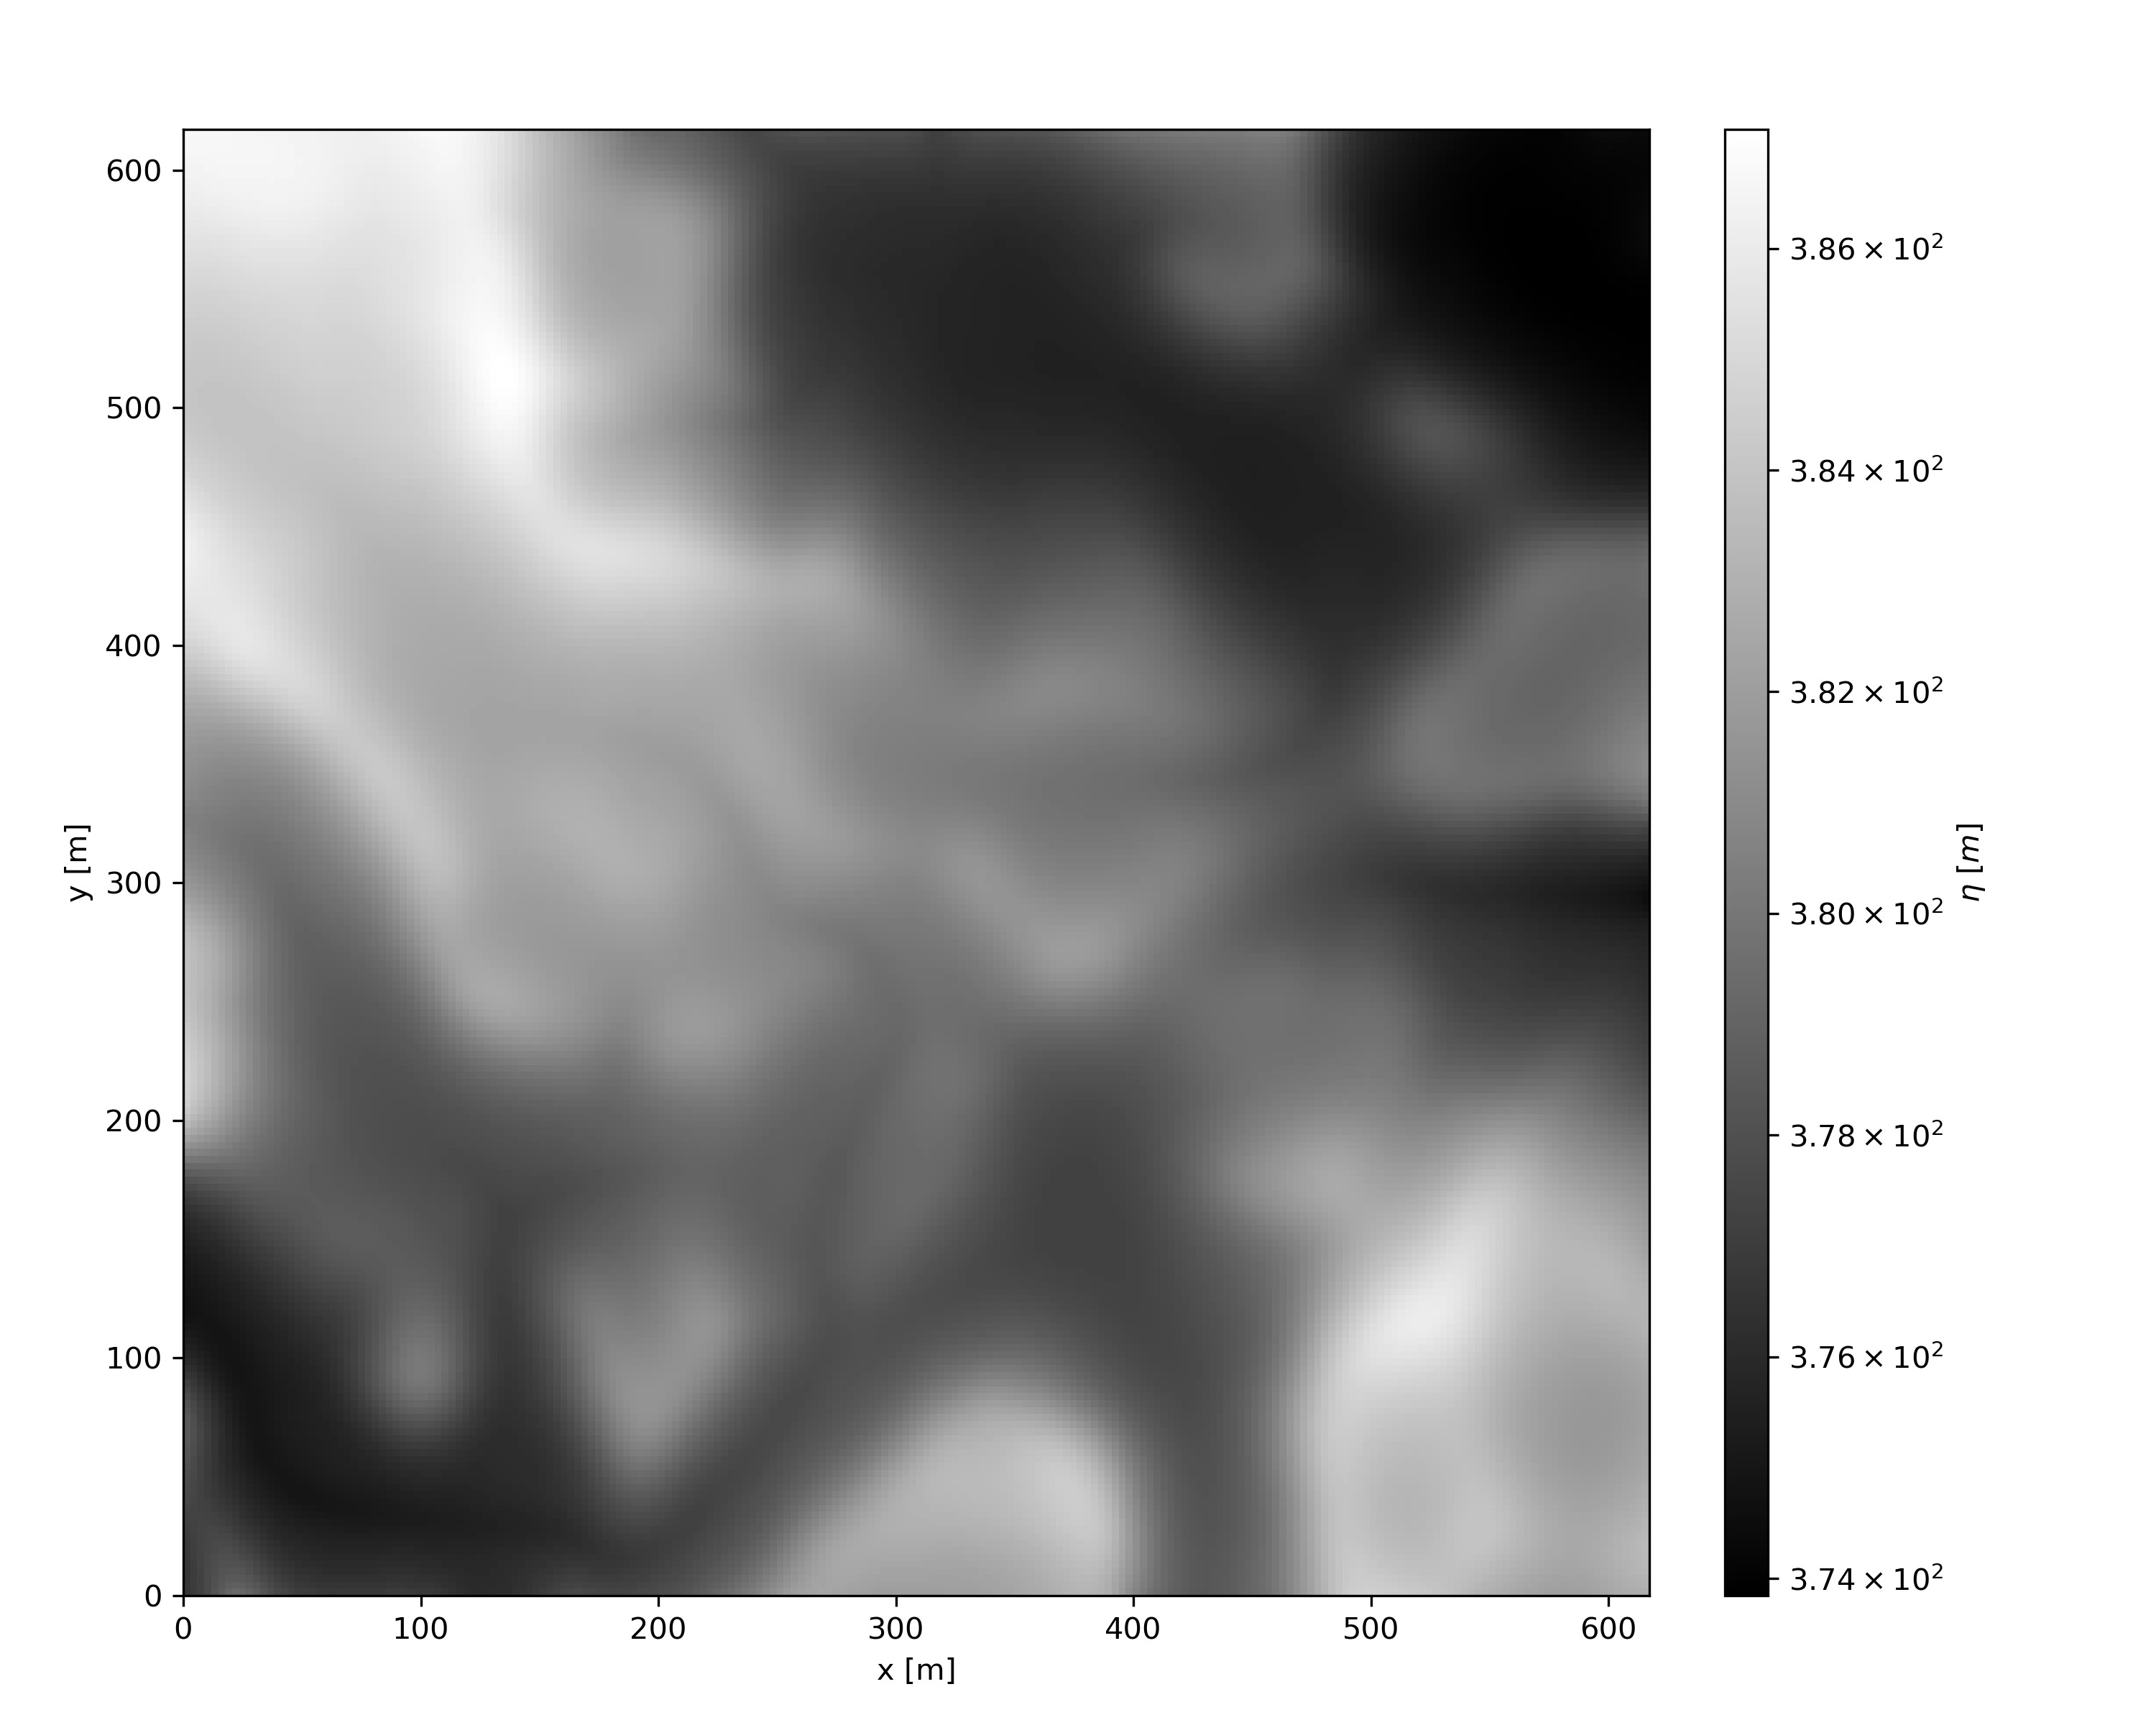 600
500
400
300
200
100
0
0 100 200 300 400 500 600
x [m]
y [m]
3.86 × 10²
3.84 × 10²
3.82 × 10²
3.80 × 10²
3.78 × 10²
3.76 × 10²
3.74 × 10²
η [m]